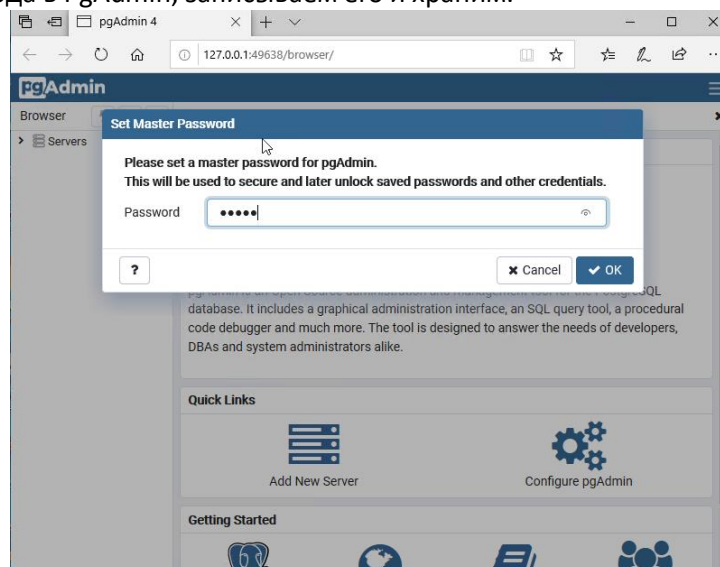 в PgAdmin, записываем его и храним.
pgAdmin 4
127.0.0.1:49638/browser/
pgAdmin
Browser
Set Master Password
Servers
Please set a master password for pgAdmin.
This will be used to secure and later unlock saved passwords and other credentials.
Password
?
Cancel
OK
database. It includes a graphical administration interface, an SQL query tool, a procedural
code debugger and much more. The tool is designed to answer the needs of developers,
DBAs and system administrators alike.
Quick Links
Add New Server
Configure pgAdmin
Getting Started